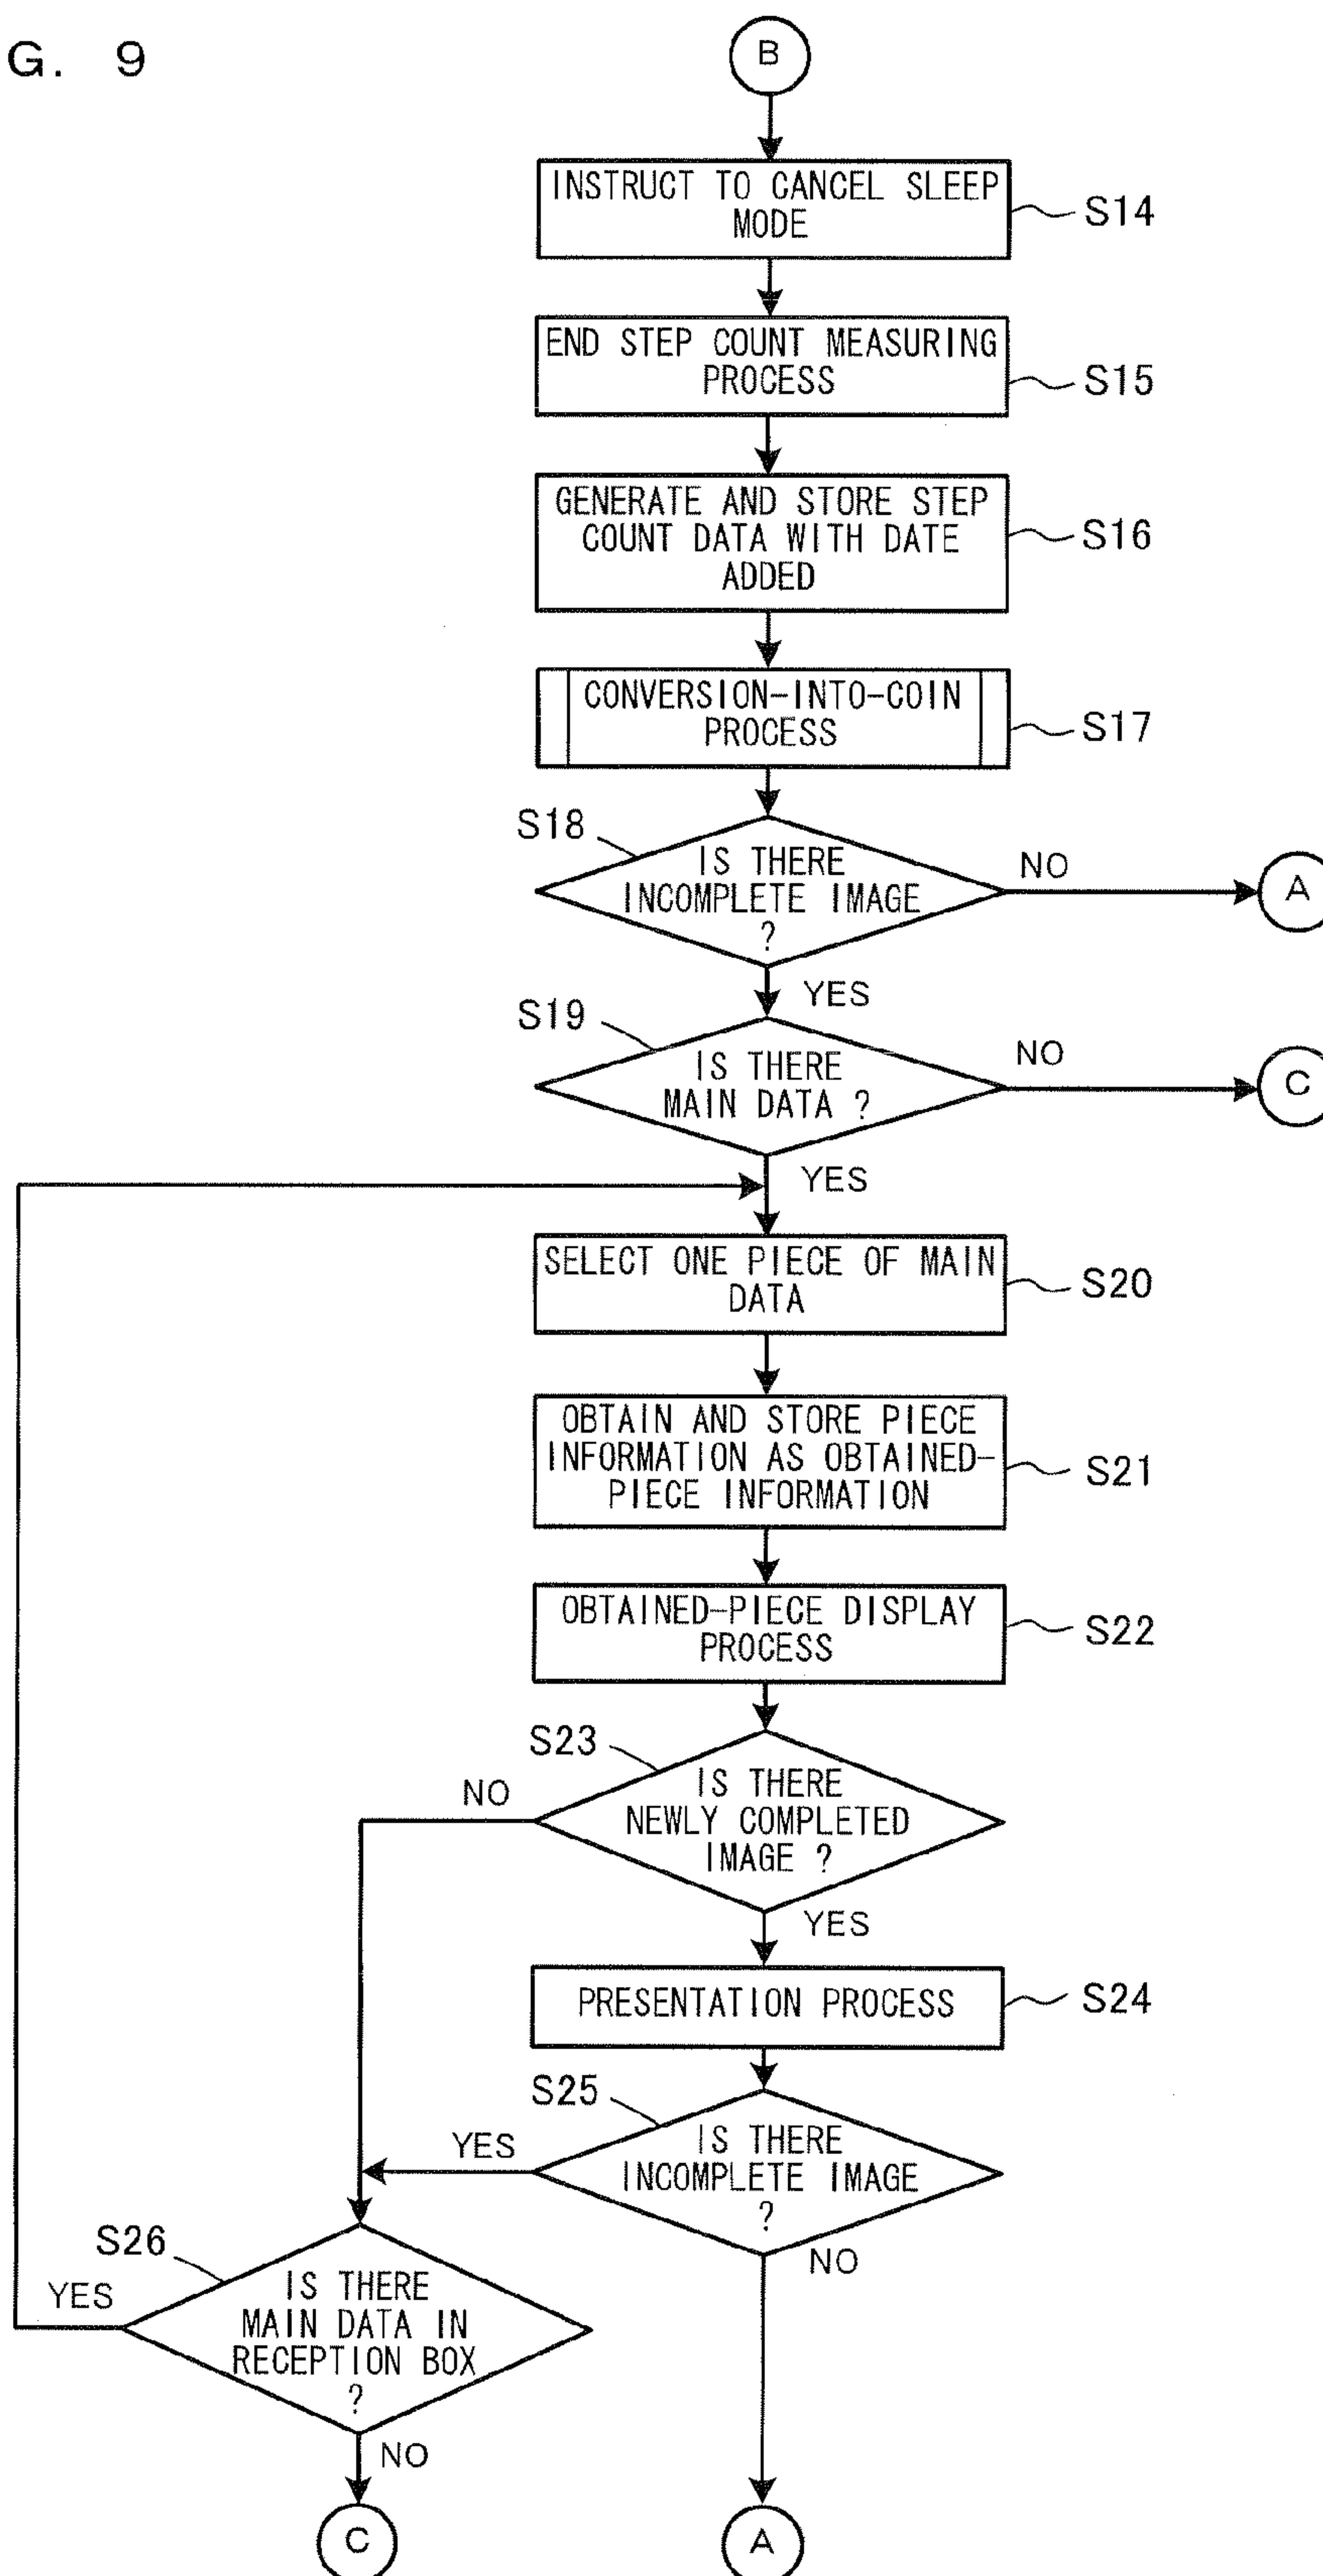 G. 9
B
INSTRUCT TO CANCEL SLEEP
MODE
S14
END STEP COUNT MEASURING
PROCESS
S15
GENERATE AND STORE STEP
COUNT DATA WITH DATE
ADDED
S16
CONVERSION-INTO-COIN
PROCESS
S17
S18
IS THERE
INCOMPLETE IMAGE
?
NO
A
YES
S19
IS THERE
MAIN DATA ?
NO
C
YES
SELECT ONE PIECE OF MAIN
DATA
S20
OBTAIN AND STORE PIECE
INFORMATION AS OBTAINED-
PIECE INFORMATION
S21
OBTAINED-PIECE DISPLAY
PROCESS
S22
S23
IS THERE
NEWLY COMPLETED
IMAGE ?
NO
YES
PRESENTATION PROCESS
S24
S25
IS THERE
INCOMPLETE IMAGE
?
YES
NO
S26
IS THERE
MAIN DATA IN
RECEPTION BOX
?
YES
NO
C
A